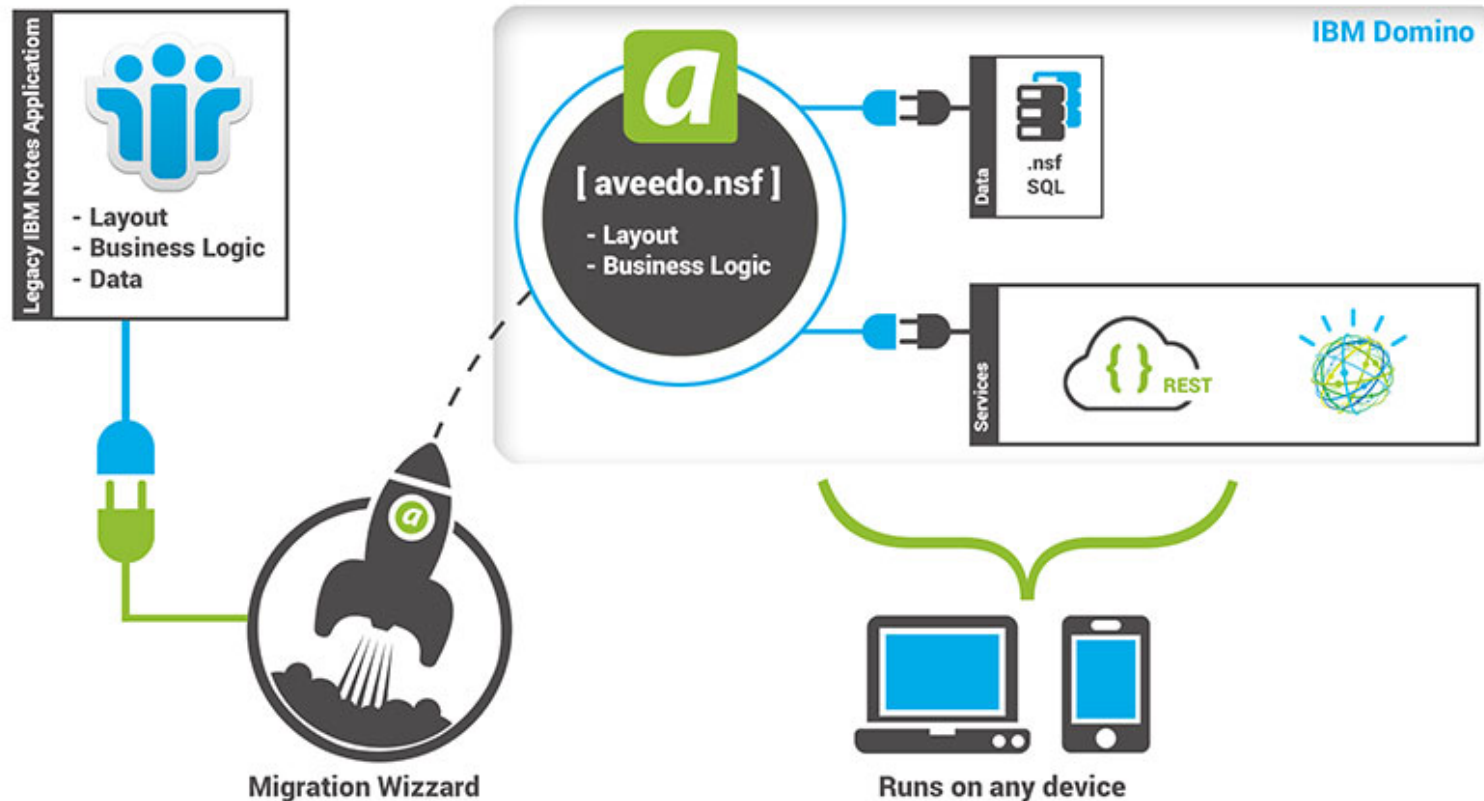 Legacy IBM Notes Application
- Layout
- Business Logic
- Data
IBM Domino
a
[ aveedo.nsf ]
- Layout
- Business Logic
Data
.nsf
SQL
Services
{ } REST
a
Migration Wizzard
Runs on any device